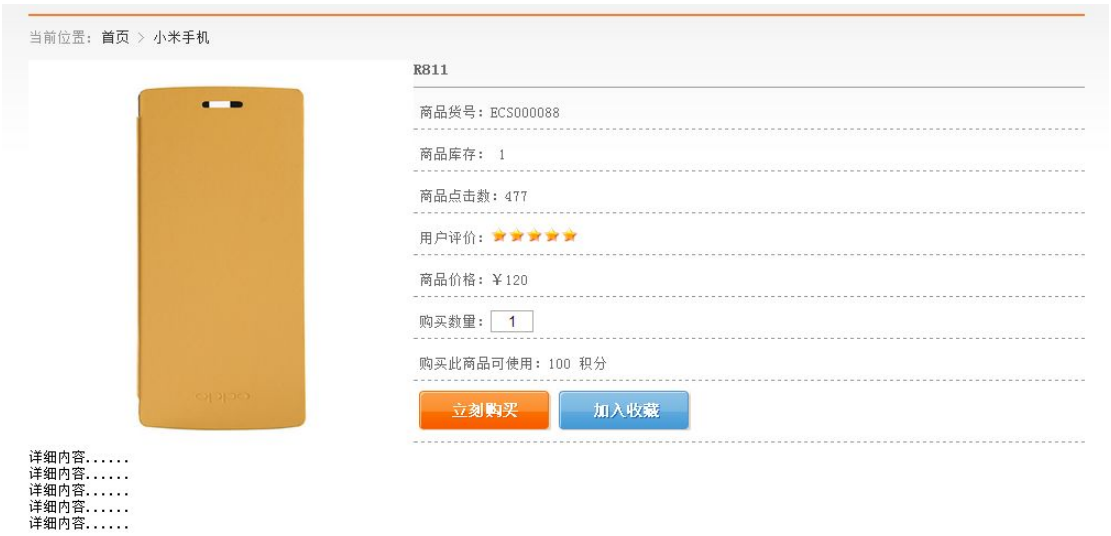 当前位置: 首页 > 小米手机
R811
商品货号：ECS000088
商品库存： 1
商品点击数：477
用户评价：
商品价格：￥120
购买数量： 1
购买此商品可使用：100 积分
立刻购买 加入收藏
oppo
详细内容......
详细内容......
详细内容......
详细内容......
详细内容......